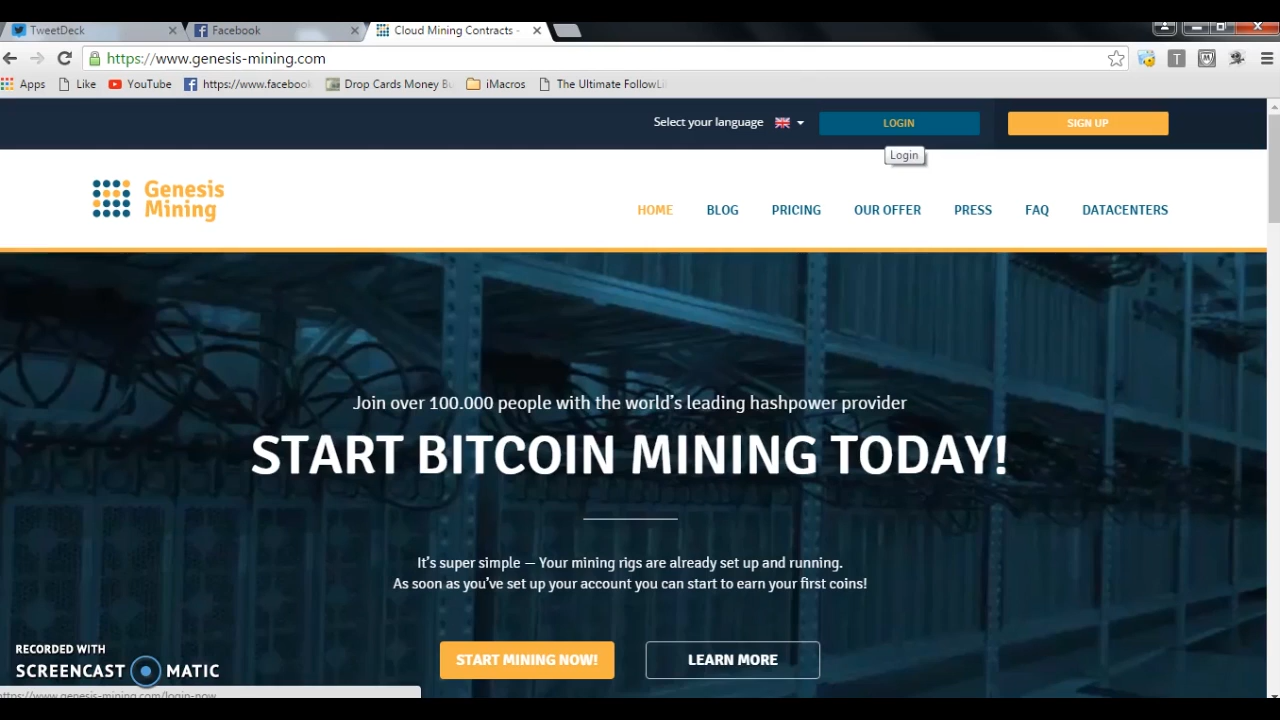 TweetDeck
Facebook
Cloud Mining Contracts -
https://www.genesis-mining.com
T
Apps
Like
YouTube
https://www.facebook
Drop Cards Money Bu
iMacros
The Ultimate FollowLi
Select your language
LOGIN
SIGN UP
Login
Genesis
Mining
HOME
BLOG
PRICING
OUR OFFER
PRESS
FAQ
DATACENTERS
Join over 100.000 people with the world's leading hashpower provider
START BITCOIN MINING TODAY!
It's super simple — Your mining rigs are already set up and running.
As soon as you've set up your account you can start to earn your first coins!
START MINING NOW!
LEARN MORE
RECORDED WITH
SCREENCAST MATIC
https://www.genesis-mining.com/login-now